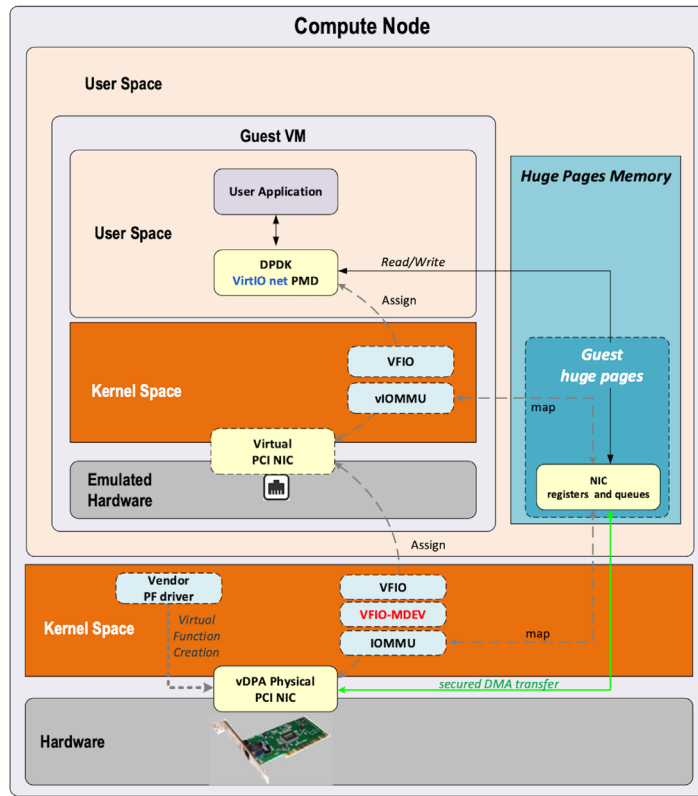 Compute Node
User Space
Guest VM
Huge Pages Memory
User Application
User Space
DPDK
VirtIO net PMD
Read/Write
Assign
Kernel Space
VFIO
vIOMMU
Guest
huge pages
map
Virtual
PCI NIC
Emulated
Hardware
NIC
registers and queues
Assign
Kernel Space
Vendor
PF driver
Virtual
Function
Creation
VFIO
VFIO-MDEV
IOMMU
map
vDPA Physical
PCI NIC
secured DMA transfer
Hardware